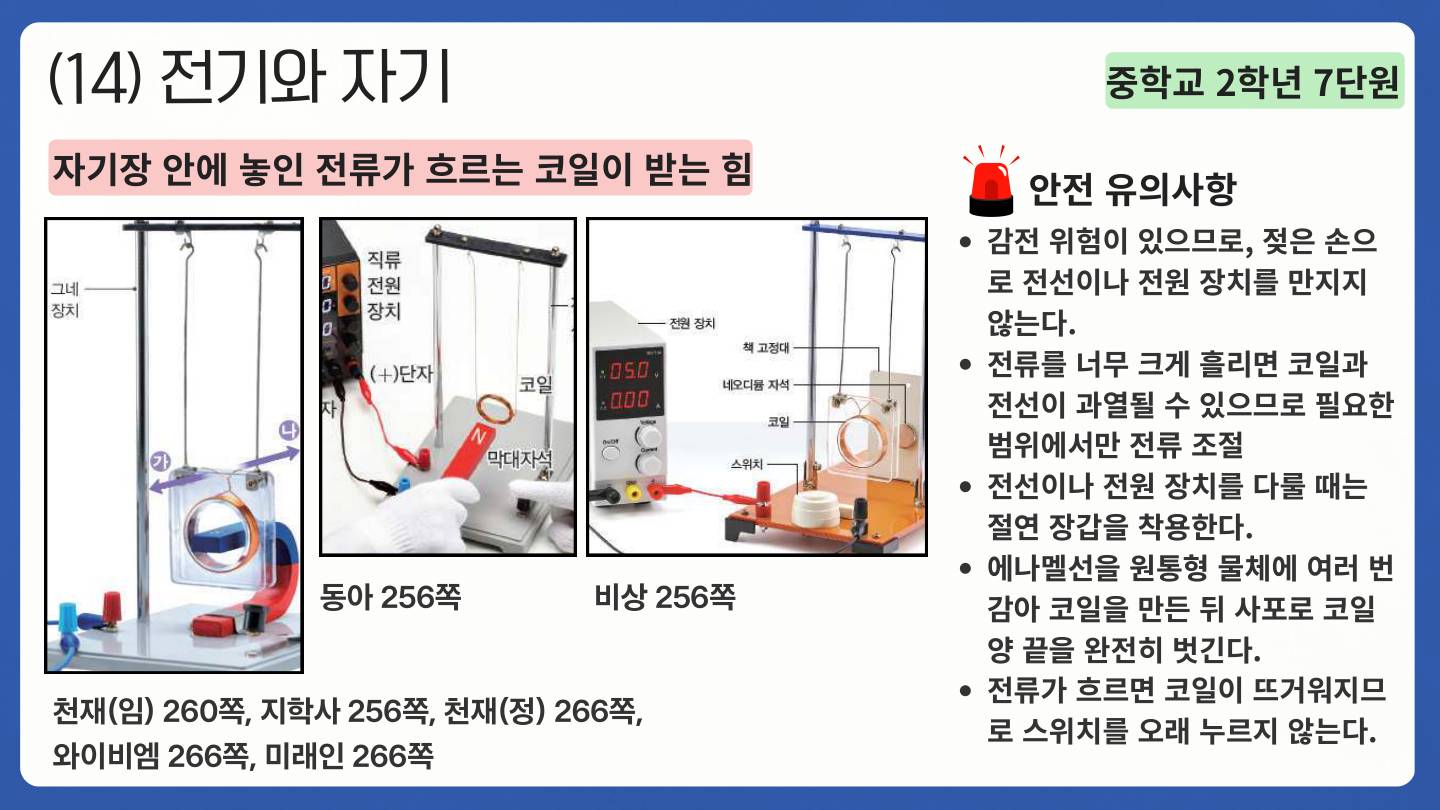 (14) 전기와 자기
중학교 2학년 7단원
자기장 안에 놓인 전류가 흐르는 코일이 받는 힘
그네
장치
가
나
직류
전원
장치
(+)단자
자
코일
N
막대자석
전원 장치
05.0
0.00
Voltage
Current
On/Off
책 고정대
네오디뮴 자석
코일
스위치
동아 256쪽
비상 256쪽
천재(임) 260쪽, 지학사 256쪽, 천재(정) 266쪽,
와이비엠 266쪽, 미래인 266쪽
안전 유의사항
• 감전 위험이 있으므로, 젖은 손으
로 전선이나 전원 장치를 만지지
않는다.
• 전류를 너무 크게 흘리면 코일과
전선이 과열될 수 있으므로 필요한
범위에서만 전류 조절
• 전선이나 전원 장치를 다룰 때는
절연 장갑을 착용한다.
• 에나멜선을 원통형 물체에 여러 번
감아 코일을 만든 뒤 사포로 코일
양 끝을 완전히 벗긴다.
• 전류가 흐르면 코일이 뜨거워지므
로 스위치를 오래 누르지 않는다.